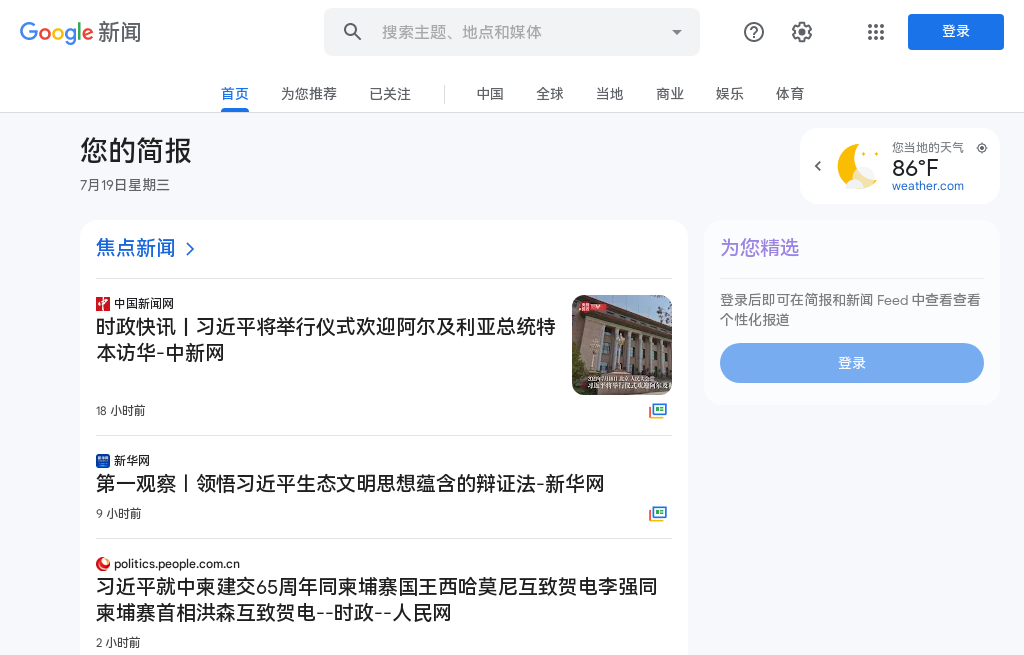 Google 新闻
搜索主题、地点和媒体
登录
首页
为您推荐
已关注
中国
全球
当地
商业
娱乐
体育
您的简报
7月19日星期三
您当地的天气
86°F
weather.com
焦点新闻
中国新闻网
时政快讯丨习近平将举行仪式欢迎阿尔及利亚总统特
本访华-中新网
18 小时前
新华网
第一观察丨领悟习近平生态文明思想蕴含的辩证法-新华网
9 小时前
politics.people.com.cn
习近平就中柬建交65周年同柬埔寨国王西哈莫尼互致贺电李强同
柬埔寨首相洪森互致贺电--时政--人民网
2 小时前
为您精选
登录后即可在简报和新闻 Feed 中查看查看
个性化报道
登录